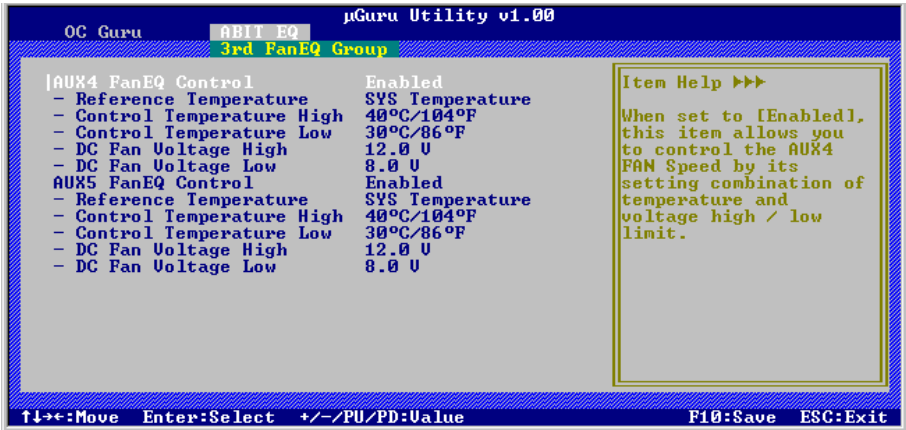 µGuru Utility v1.00
OC Guru ABIT EQ
3rd FanEQ Group
AUX4 FanEQ Control Enabled
- Reference Temperature SYS Temperature
- Control Temperature High 40ºC/104ºF
- Control Temperature Low 30ºC/86ºF
- DC Fan Voltage High 12.0 V
- DC Fan Voltage Low 8.0 V
AUX5 FanEQ Control Enabled
- Reference Temperature SYS Temperature
- Control Temperature High 40ºC/104ºF
- Control Temperature Low 30ºC/86ºF
- DC Fan Voltage High 12.0 V
- DC Fan Voltage Low 8.0 V
Item Help ►►►
When set to [Enabled],
this item allows you
to control the AUX4
FAN Speed by its
setting combination of
temperature and
voltage high / low
limit.
↑↓→←:Move Enter:Select +/-/PU/PD:Value F10:Save ESC:Exit